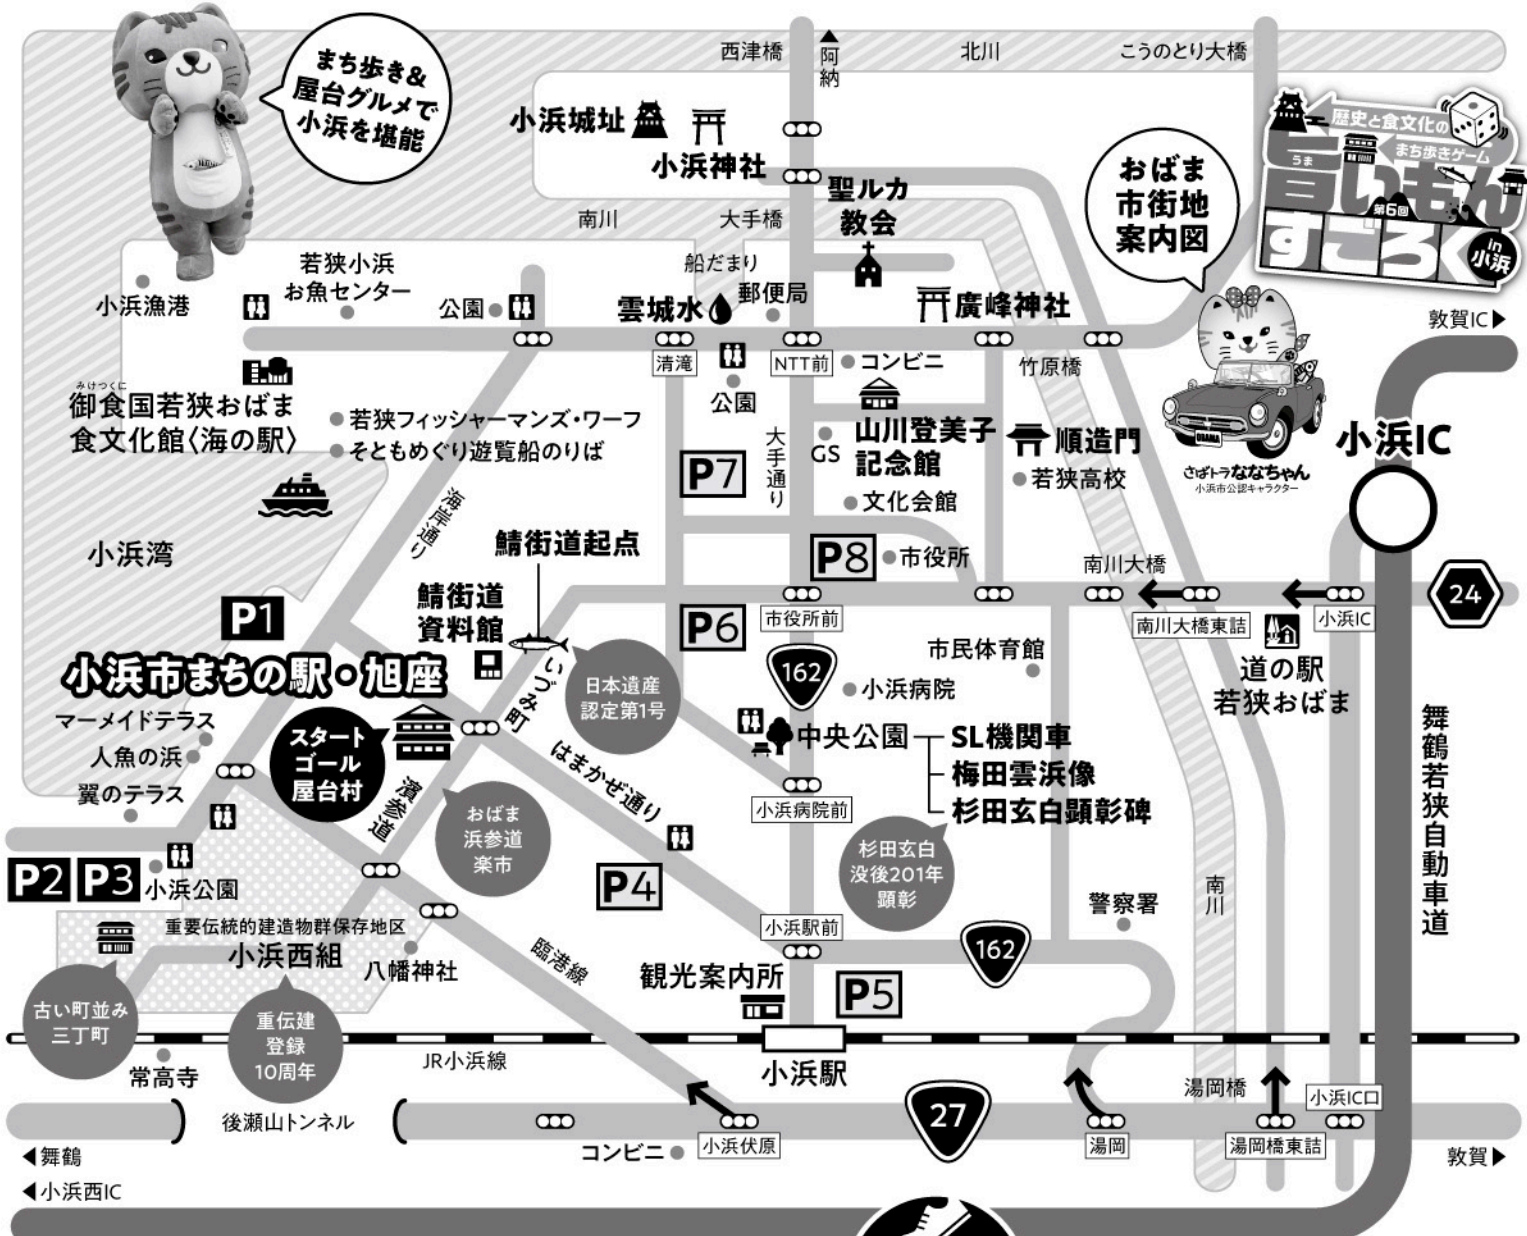 まち歩き&
屋台グルメで
小浜を堪能
西津橋
▲阿納
北川
こうのとり大橋
小浜城址
小浜神社
聖ルカ
教会
おばま
市街地
案内図
歴史と食文化の
まち歩きゲーム
うま
旨いもん
第6回
すごろく
in
小浜
南川
大手橋
船だまり
若狭小浜
お魚センター
小浜漁港
公園
雲城水
郵便局
廣峰神社
敦賀IC▶
清滝
NTT前
コンビニ
竹原橋
公園
みけつくに
御食国若狭おばま
食文化館〈海の駅〉
若狭フィッシャーマンズ・ワーフ
そともめぐり遊覧船のりば
大手通り
GS
山川登美子
記念館
順造門
若狭高校
OBAMA
さばトラななちゃん
小浜市公認キャラクター
小浜IC
P7
文化会館
海岸通り
小浜湾
鯖街道起点
P8
市役所
南川大橋
24
P1
鯖街道
資料館
P6
市役所前
南川大橋東詰
小浜IC
小浜市まちの駅・旭座
いづみ町
日本遺産
認定第1号
162
小浜病院
市民体育館
道の駅
若狭おばま
マーメイドテラス
人魚の浜
翼のテラス
スタート
ゴール
屋台村
濱参道
はまかぜ通り
中央公園
SL機関車
梅田雲浜像
杉田玄白顕彰碑
小浜病院前
おばま
浜参道
楽市
杉田玄白
没後201年
顕彰
舞鶴若狭自動車道
P2
P3
小浜公園
P4
南川
警察署
重要伝統的建造物群保存地区
小浜西組
八幡神社
臨港線
小浜駅前
162
観光案内所
P5
古い町並み
三丁町
重伝建
登録
10周年
常高寺
JR小浜線
小浜駅
27
湯岡橋
小浜IC口
後瀬山トンネル
コンビニ
小浜伏原
湯岡
湯岡橋東詰
◀舞鶴
敦賀▶
◀小浜西IC